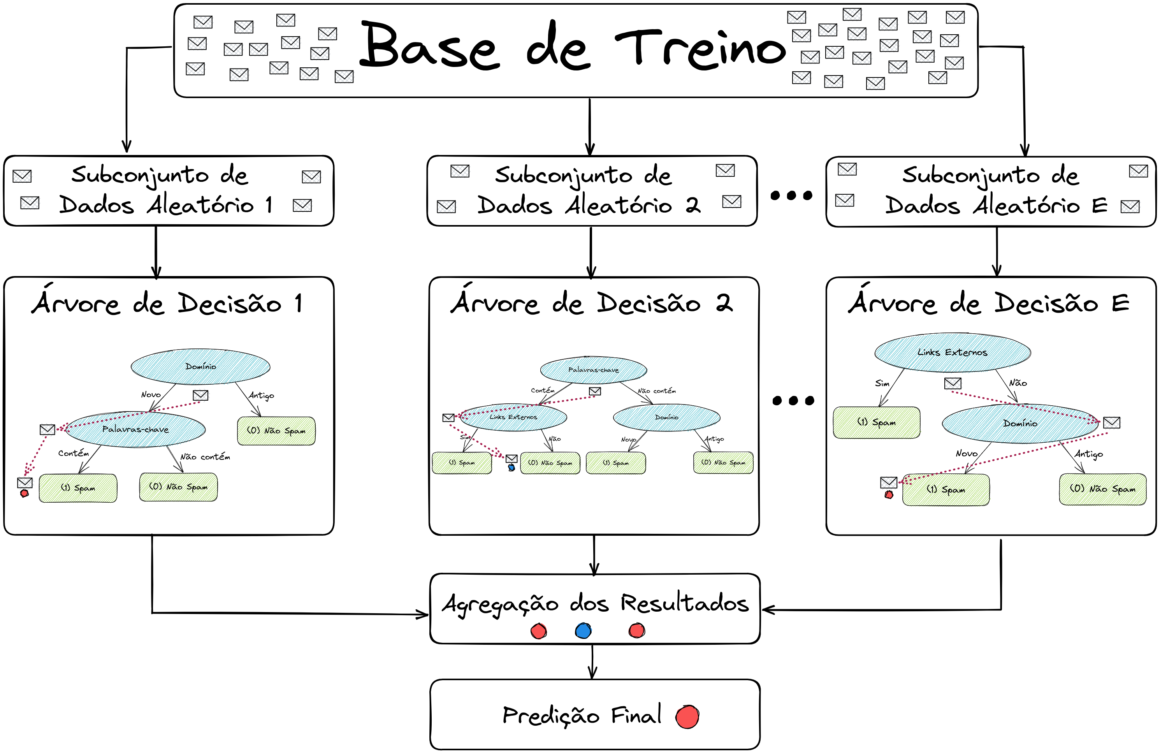 Base de Treino
Subconjunto de
Dados Aleatório 1
Subconjunto de
Dados Aleatório 2
Subconjunto de
Dados Aleatório E
Árvore de Decisão 1
Domínio
Novo
Antigo
Palavras-chave
(0) Não Spam
Contém
Não contém
(1) Spam
(0) Não Spam
Árvore de Decisão 2
Palavras-chave
Contém
Não contém
Links Externos
Domínio
Sim
Não
Novo
Antigo
(1) Spam
(0) Não Spam
(1) Spam
(0) Não Spam
Árvore de Decisão E
Links Externos
Sim
Não
(1) Spam
Domínio
Novo
Antigo
(1) Spam
(0) Não Spam
Agregação dos Resultados
Predição Final